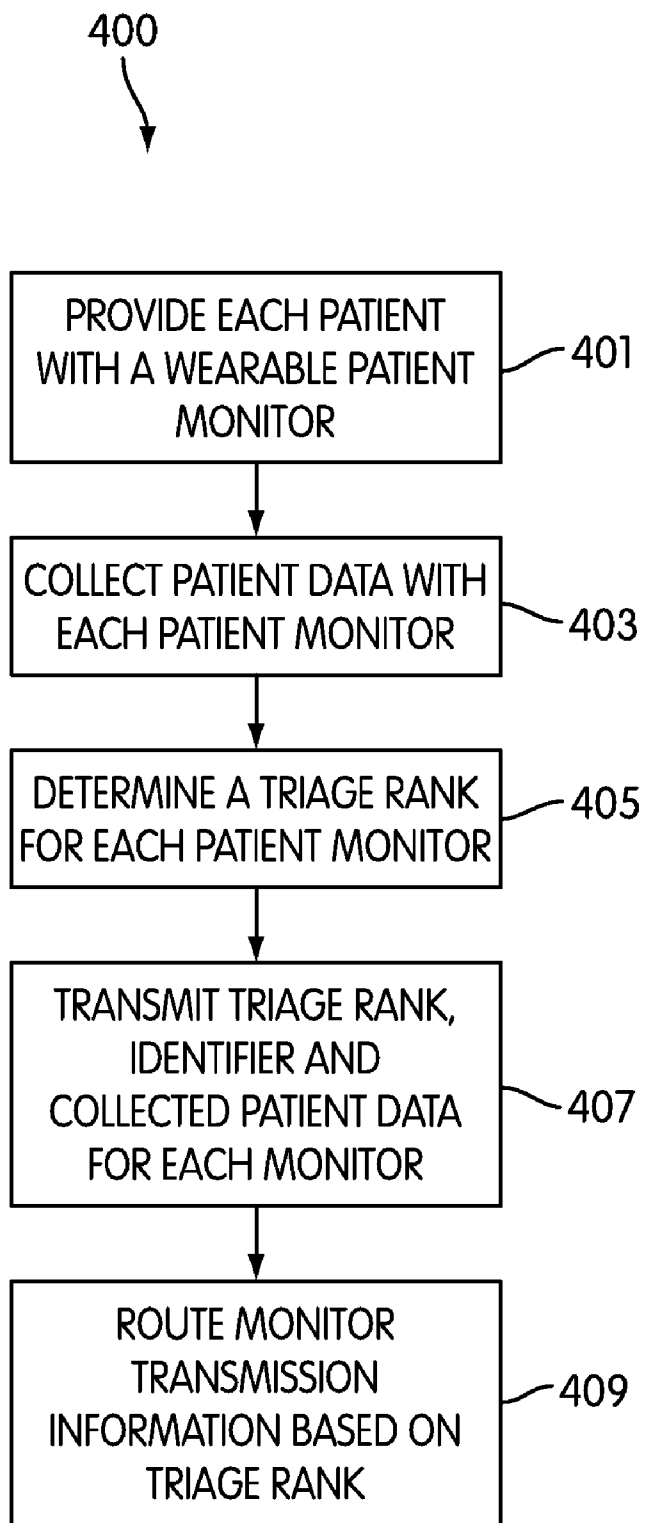 400
PROVIDE EACH PATIENT
WITH A WEARABLE PATIENT
MONITOR
401
COLLECT PATIENT DATA WITH
EACH PATIENT MONITOR
403
DETERMINE A TRIAGE RANK
FOR EACH PATIENT MONITOR
405
TRANSMIT TRIAGE RANK,
IDENTIFIER AND
COLLECTED PATIENT DATA
FOR EACH MONITOR
407
ROUTE MONITOR
TRANSMISSION
INFORMATION BASED ON
TRIAGE RANK
409